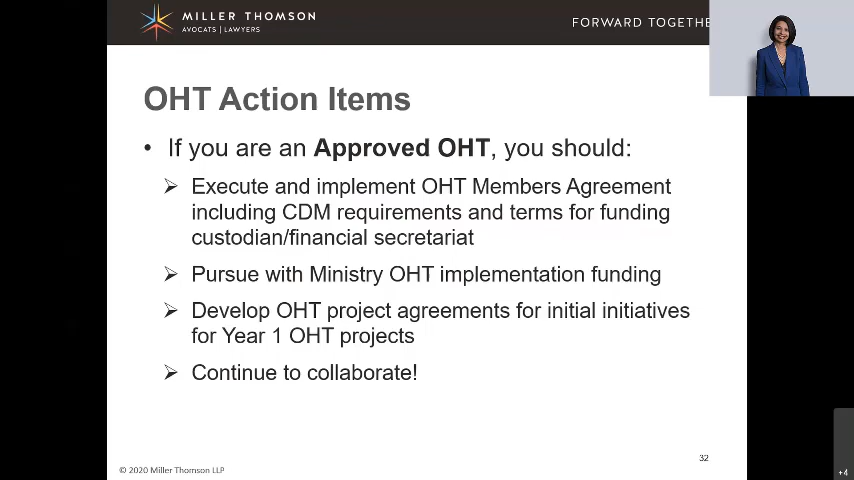 MILLER THOMSON
AVOCATS | LAWYERS
FORWARD TOGETHE
OHT Action Items
• If you are an Approved OHT, you should:
➢ Execute and implement OHT Members Agreement
including CDM requirements and terms for funding
custodian/financial secretariat
➢ Pursue with Ministry OHT implementation funding
➢ Develop OHT project agreements for initial initiatives
for Year 1 OHT projects
➢ Continue to collaborate!
32
© 2020 Miller Thomson LLP
+4